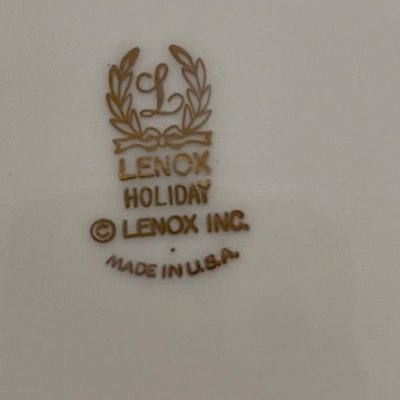 L
LENOX
HOLIDAY
© LENOX INC.
MADE IN U.S.A.